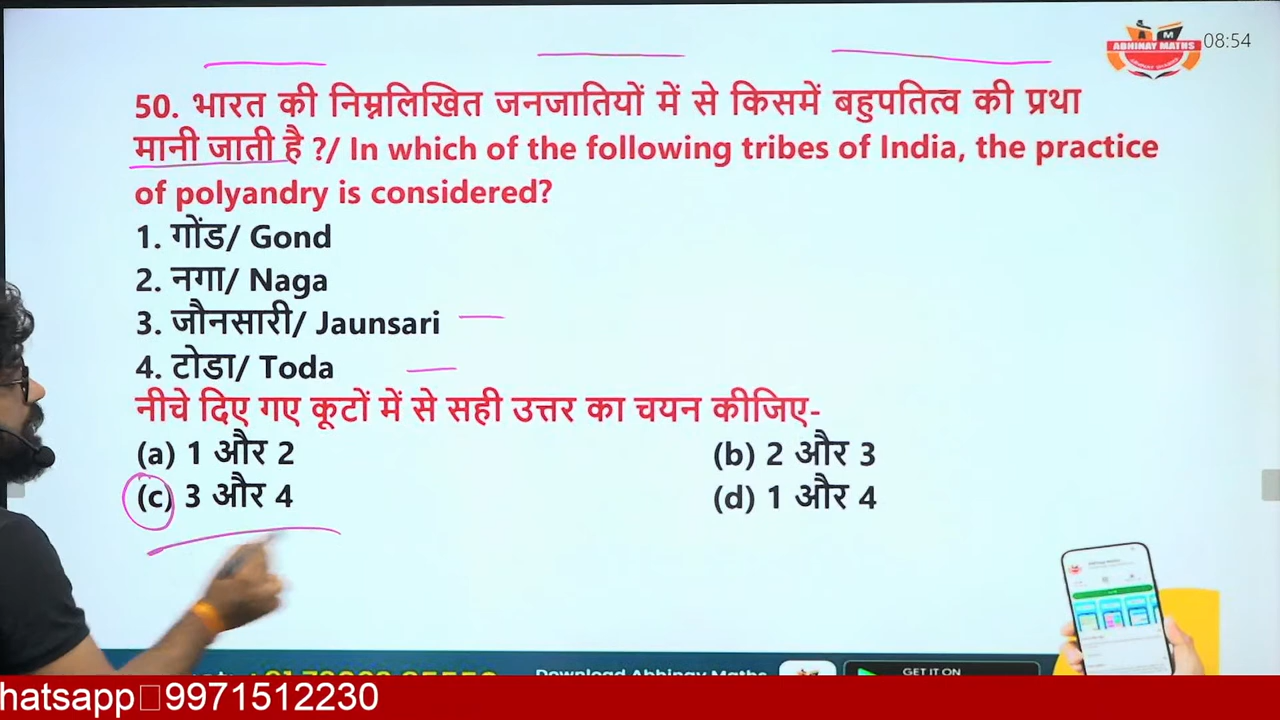 ABHINAY MATHS
08:54
50. भारत की निम्नलिखित जनजातियों में से किसमें बहुपतित्व की प्रथा
मानी जाती है ?/ In which of the following tribes of India, the practice
of polyandry is considered?
1. गोंड/ Gond
2. नगा/ Naga
3. जौनसारी/ Jaunsari
4. टोडा/ Toda
नीचे दिए गए कूटों में से सही उत्तर का चयन कीजिए-
(a) 1 और 2
(b) 2 और 3
(c) 3 और 4
(d) 1 और 4
Download Abhinay Maths
GET IT ON
hatsapp 9971512230